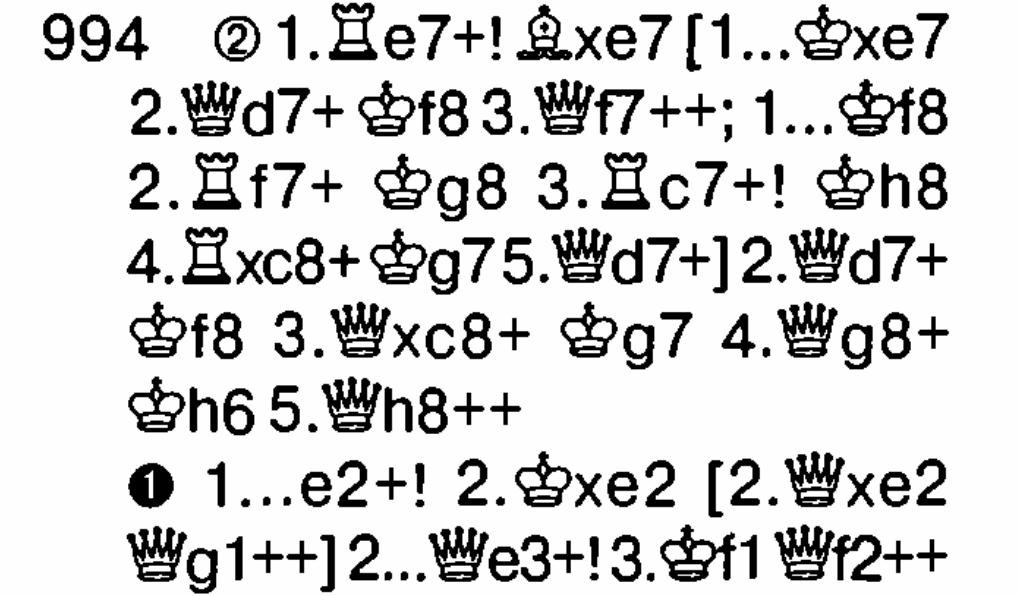 994 ② 1.♖e7+! ♗xe7 [1...♔xe7
2.♕d7+ ♔f8 3.♕f7++; 1...♔f8
2.♖f7+ ♔g8 3.♖c7+! ♔h8
4.♖xc8+ ♔g7 5.♕d7+] 2.♕d7+
♔f8 3.♕xc8+ ♔g7 4.♕g8+
♔h6 5.♕h8++
❶ 1...e2+! 2.♔xe2 [2.♕xe2
♕g1++] 2...♕e3+! 3.♔f1 ♕f2++